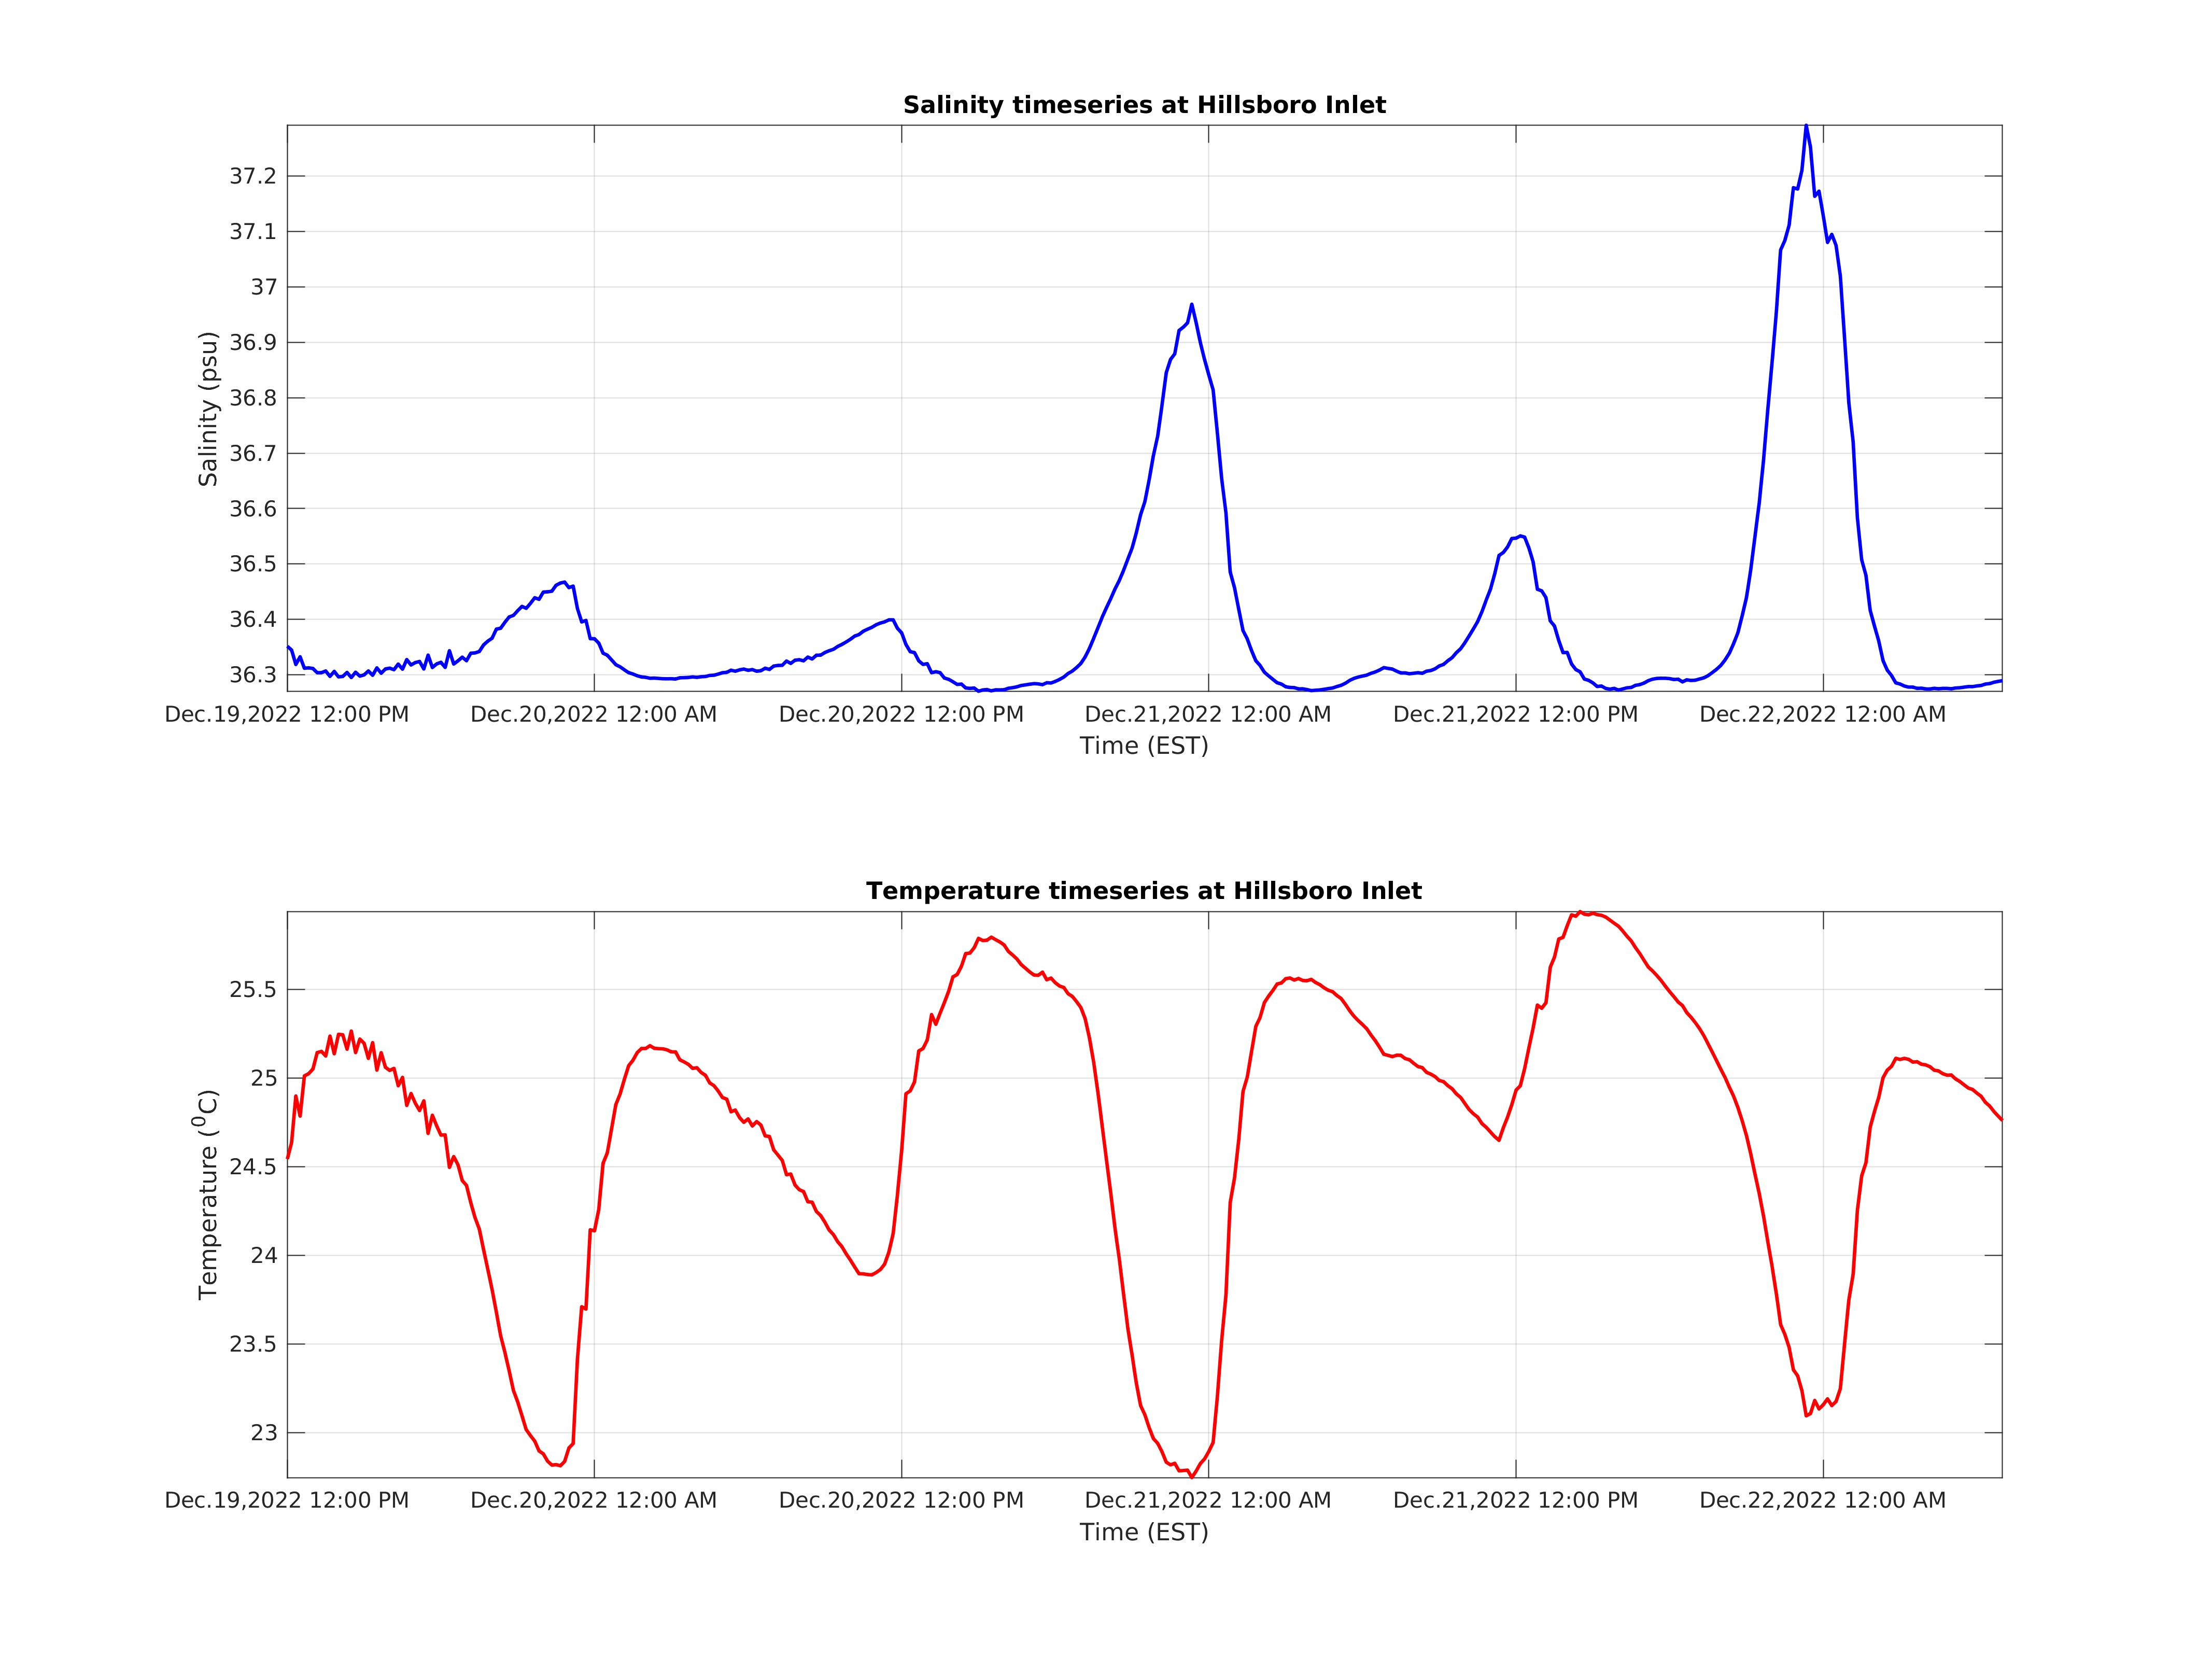 Salinity timeseries at Hillsboro Inlet
37.2
37.1
37
36.9
36.8
36.7
36.6
36.5
36.4
36.3
Salinity (psu)
Dec.19,2022 12:00 PM Dec.20,2022 12:00 AM Dec.20,2022 12:00 PM Dec.21,2022 12:00 AM Dec.21,2022 12:00 PM Dec.22,2022 12:00 AM
Time (EST)
Temperature timeseries at Hillsboro Inlet
25.5
25
24.5
24
23.5
23
Temperature (⁰C)
Dec.19,2022 12:00 PM Dec.20,2022 12:00 AM Dec.20,2022 12:00 PM Dec.21,2022 12:00 AM Dec.21,2022 12:00 PM Dec.22,2022 12:00 AM
Time (EST)